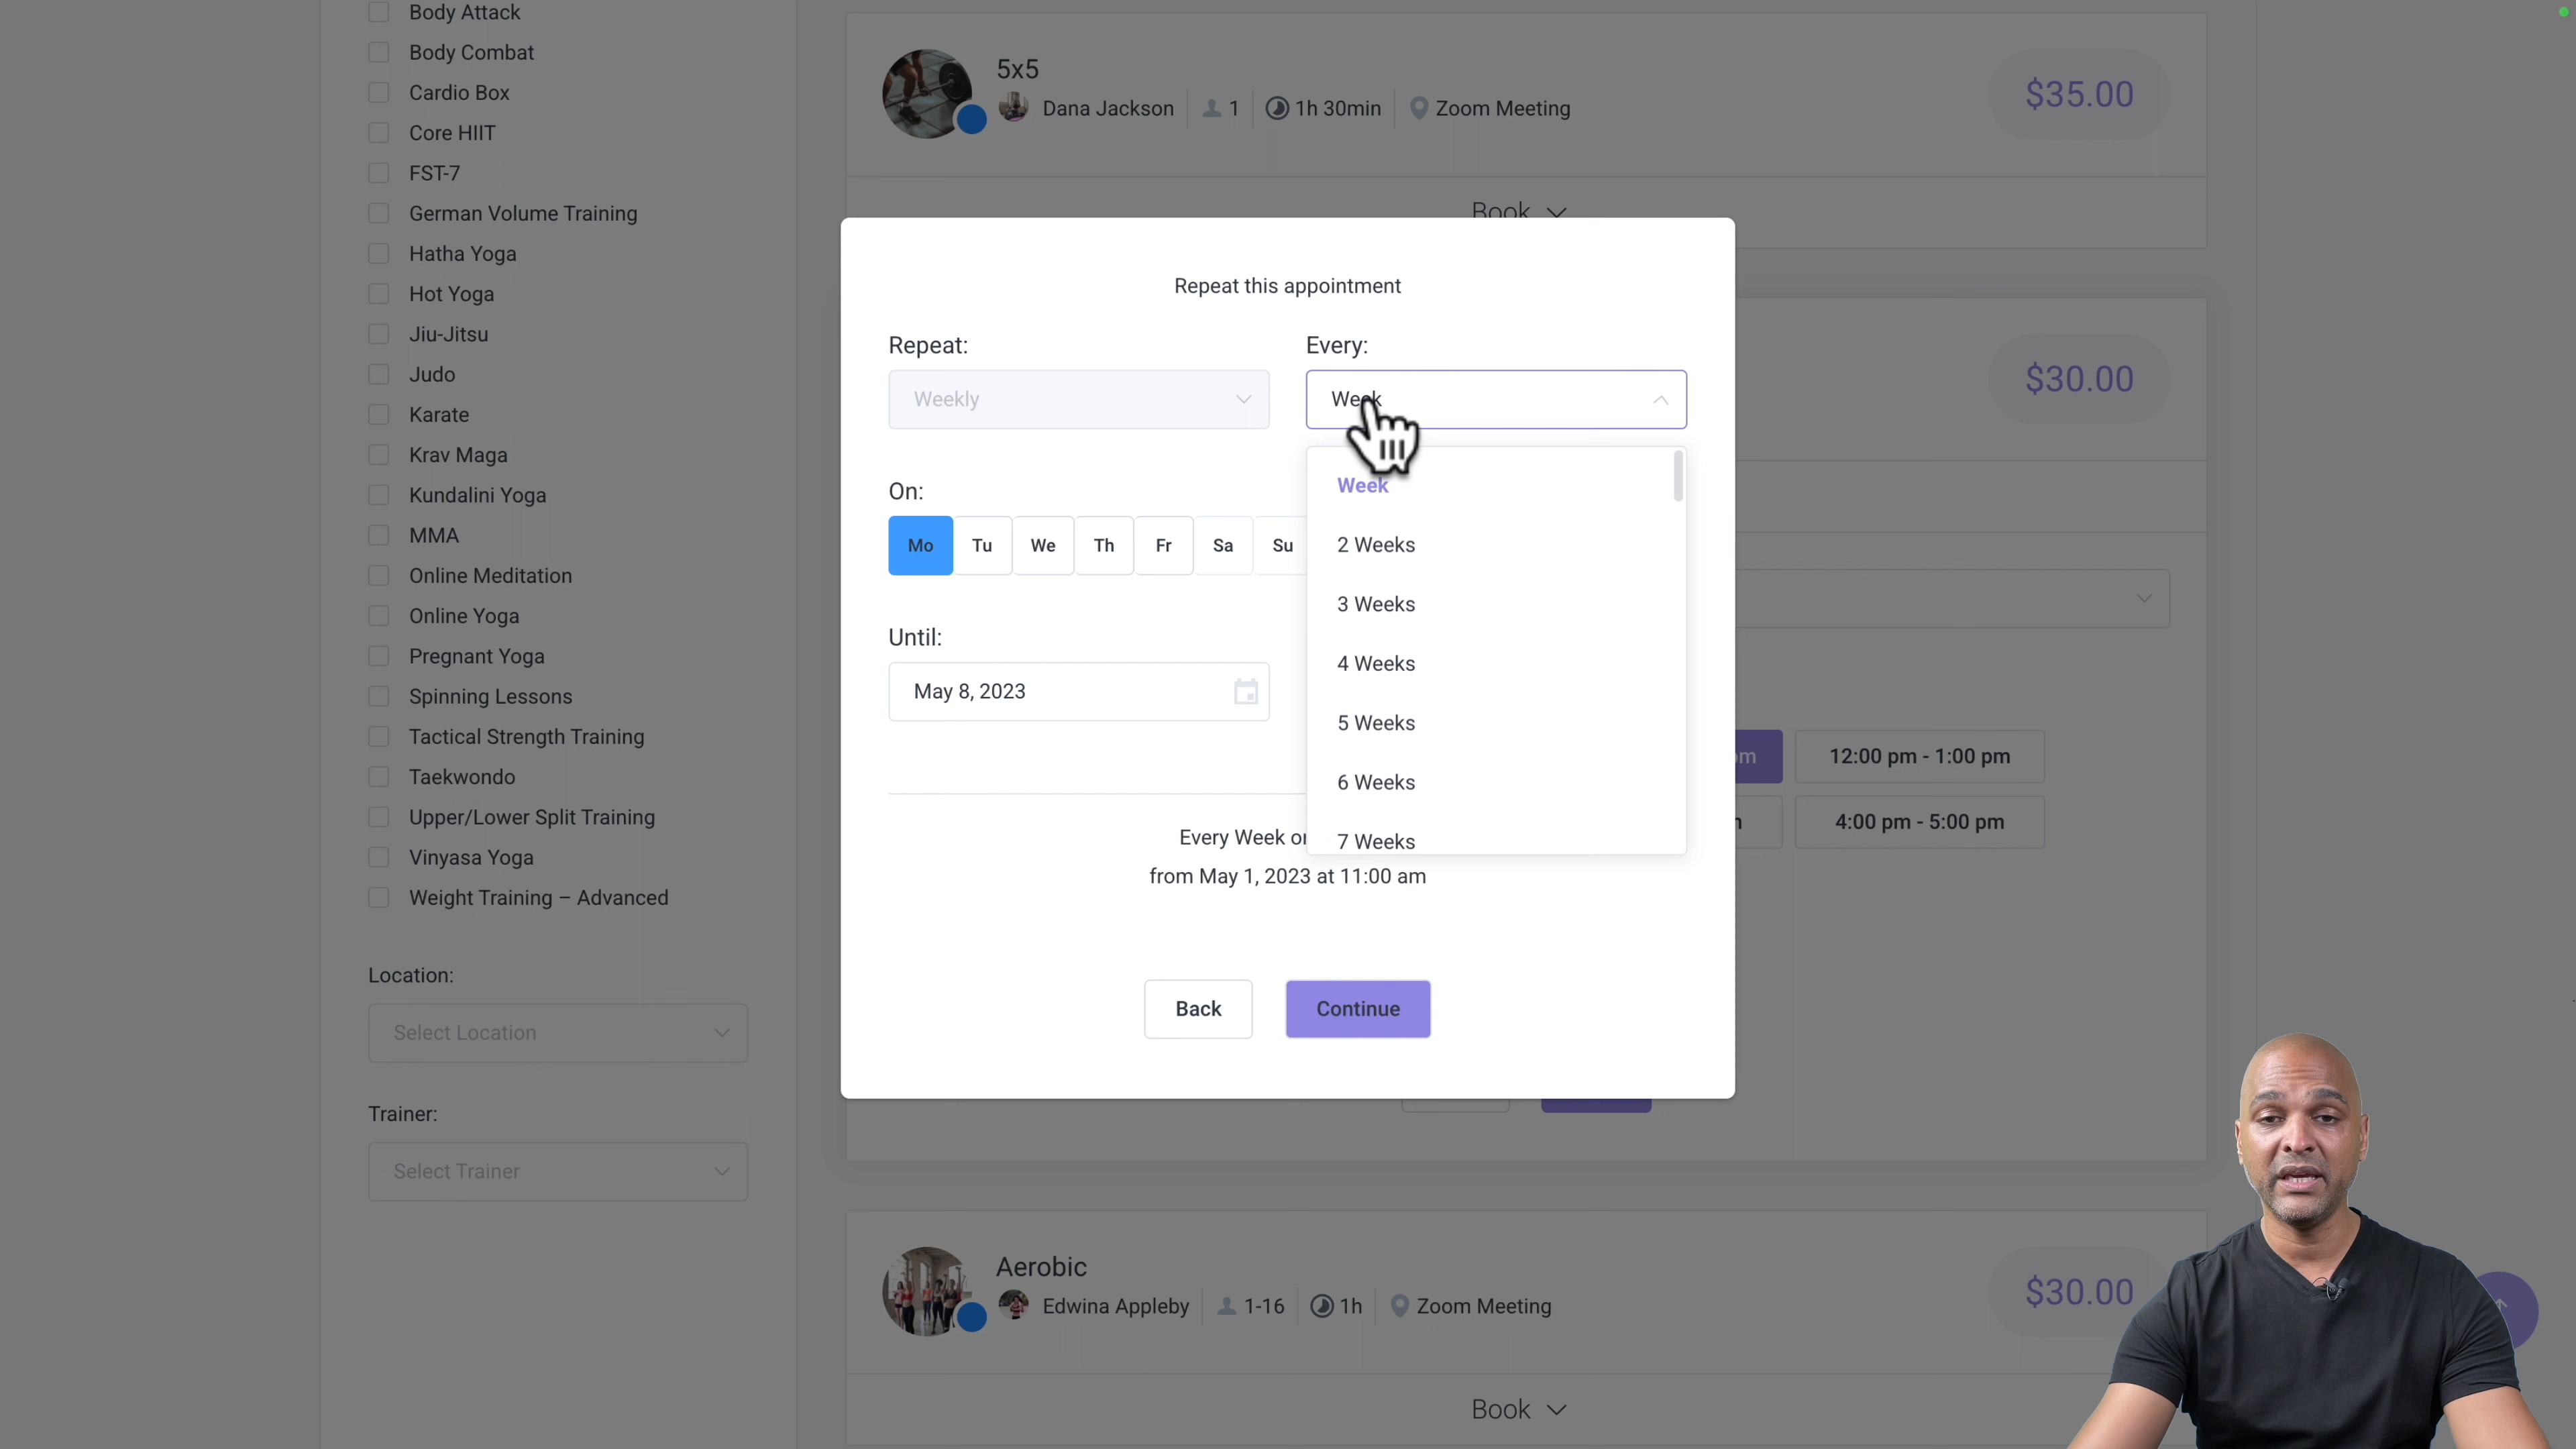 Body Attack
Body Combat
Cardio Box
Core HIIT
FST-7
German Volume Training
Hatha Yoga
Hot Yoga
Jiu-Jitsu
Judo
Karate
Krav Maga
Kundalini Yoga
MMA
Online Meditation
Online Yoga
Pregnant Yoga
Spinning Lessons
Tactical Strength Training
Taekwondo
Upper/Lower Split Training
Vinyasa Yoga
Weight Training – Advanced
Location:
Select Location
Trainer:
Select Trainer
5x5
Dana Jackson 1 1h 30min Zoom Meeting
$35.00
Book
$30.00
Repeat this appointment
Repeat: Every:
Weekly Week
Week
2 Weeks
3 Weeks
4 Weeks
5 Weeks
6 Weeks
7 Weeks
On:
Mo Tu We Th Fr Sa Su
Until:
May 8, 2023
Every Week
from May 1, 2023 at 11:00 am
Back Continue
12:00 pm - 1:00 pm
4:00 pm - 5:00 pm
Aerobic
Edwina Appleby 1-16 1h Zoom Meeting
$30.00
Book